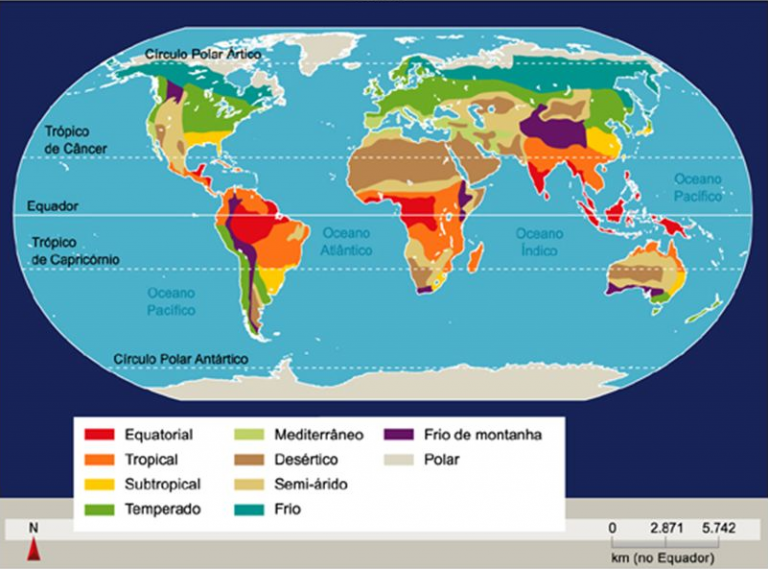 Círculo Polar Ártico
Trópico
de Câncer
Oceano
Pacífico
Equador
Oceano
Atlântico
Oceano
Índico
Trópico
de Capricórnio
Oceano
Pacífico
Círculo Polar Antártico
Equatorial
Mediterrâneo
Frio de montanha
Tropical
Desértico
Polar
Subtropical
Semi-árido
Temperado
Frio
N
0 2.871 5.742
km (no Equador)